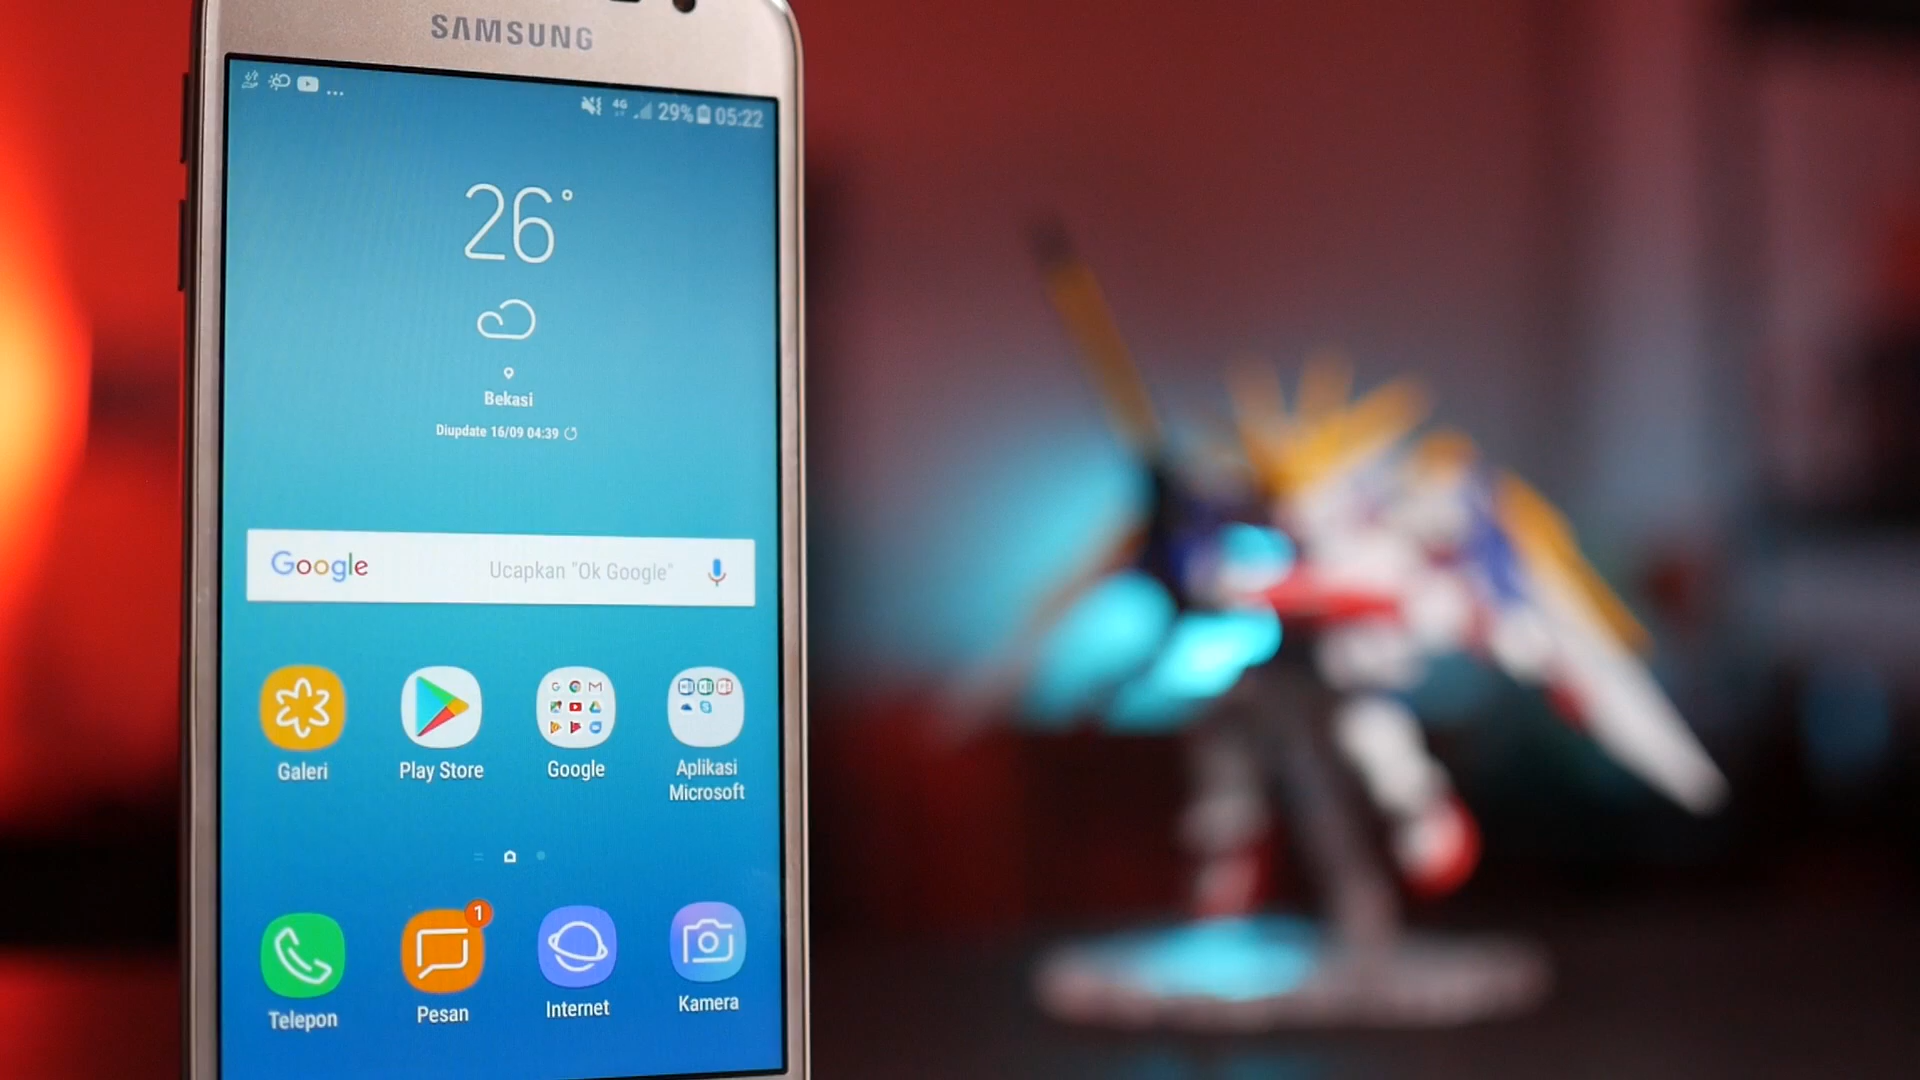 SAMSUNG
... 4G 29% 05:22
26°
Bekasi
Diupdate 16/09 04:39
Google Ucapkan "Ok Google"
Galeri Play Store Google Aplikasi Microsoft
1
Telepon Pesan Internet Kamera